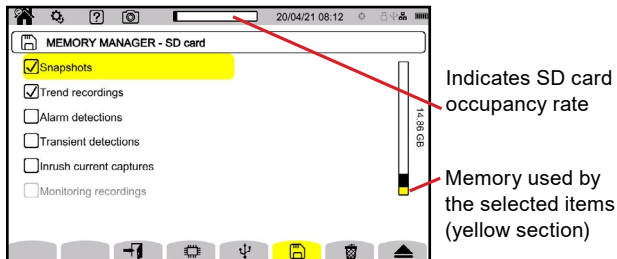 20/04/21 08:12
MEMORY MANAGER - SD card
Snapshots
Trend recordings
Alarm detections
Transient detections
Inrush current captures
Monitoring recordings
14.86 GB
Indicates SD card
occupancy rate
Memory used by
the selected items
(yellow section)